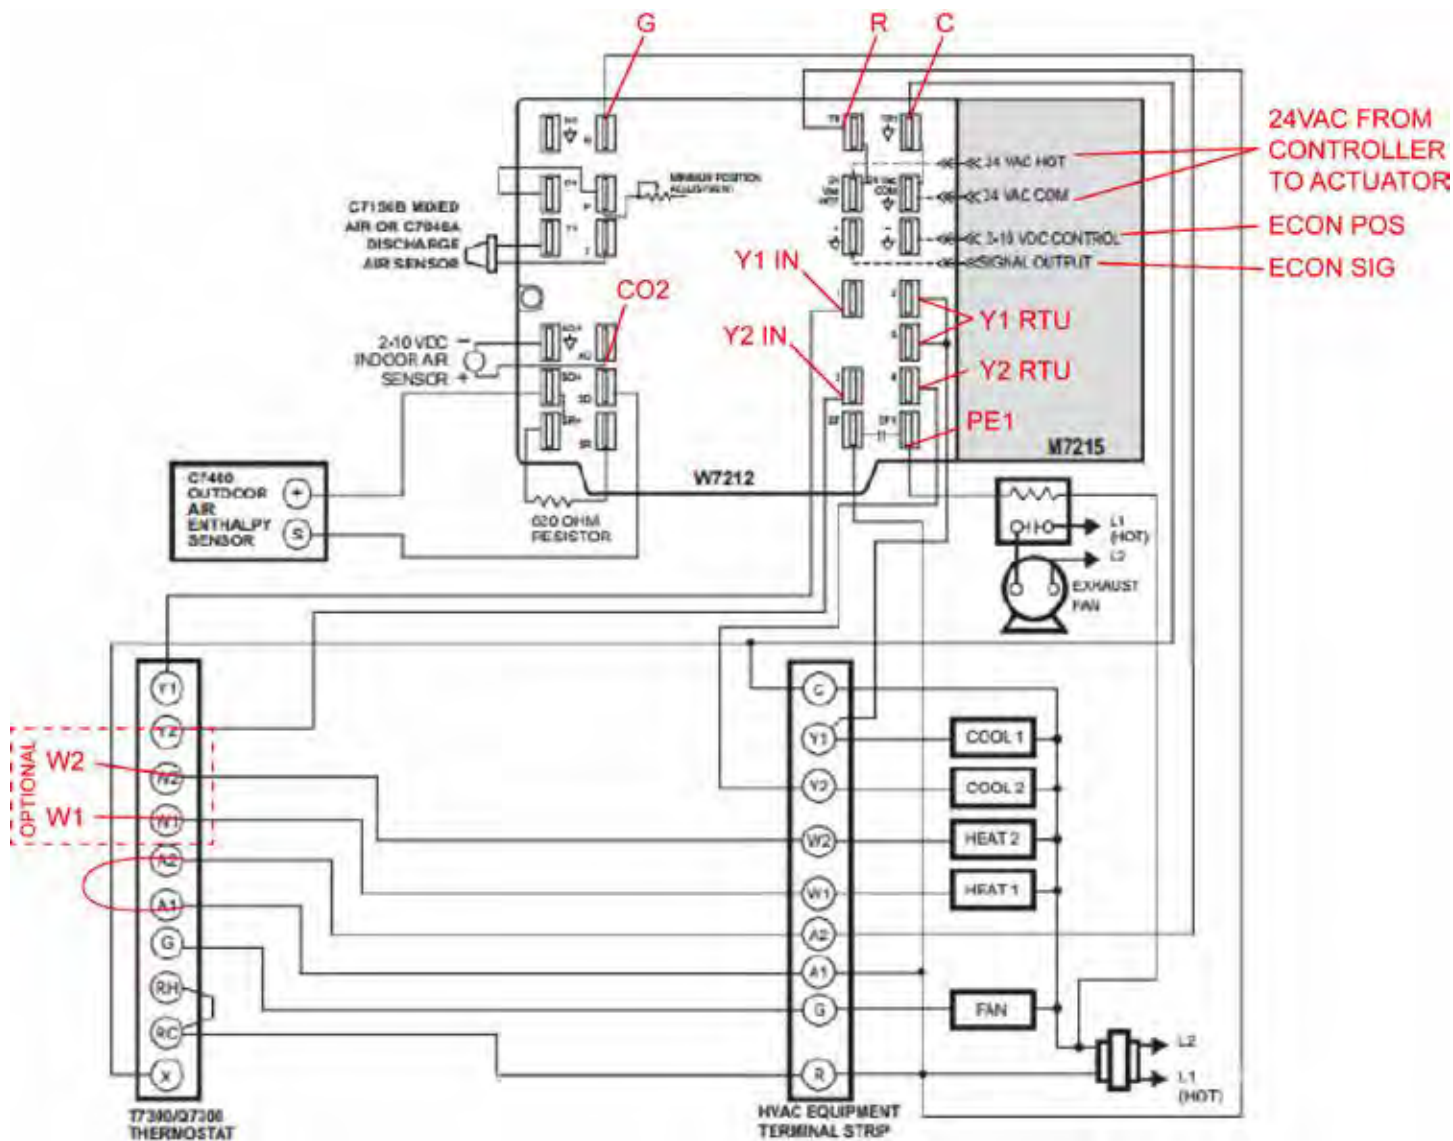 G
R
C
24VAC FROM
CONTROLLER
TO ACTUATOR
24 VAC HOT
24 VAC COM
2-10 VDC CONTROL
SIGNAL OUTPUT
ECON POS
ECON SIG
MINIMUM POSITION
ADJUSTMENT
C7150B MIXED
AIR OR C7046A
DISCHARGE
AIR SENSOR
Y1 IN
CO2
Y1 RTU
Y2 IN
Y2 RTU
2-10 VDC
INDOOR AIR
SENSOR
−
+
PE1
M7215
W7212
C7400
OUTDOOR
AIR
ENTHALPY
SENSOR
+
S
620 OHM
RESISTOR
L1
(HOT)
L2
EXHAUST
FAN
Y1
Y2
W2
W1
A2
A1
G
RH
RC
X
OPTIONAL
W2
W1
T7300/Q7300
THERMOSTAT
C
Y1
Y2
W2
W1
A2
A1
G
R
HVAC EQUIPMENT
TERMINAL STRIP
COOL 1
COOL 2
HEAT 2
HEAT 1
FAN
L2
L1
(HOT)